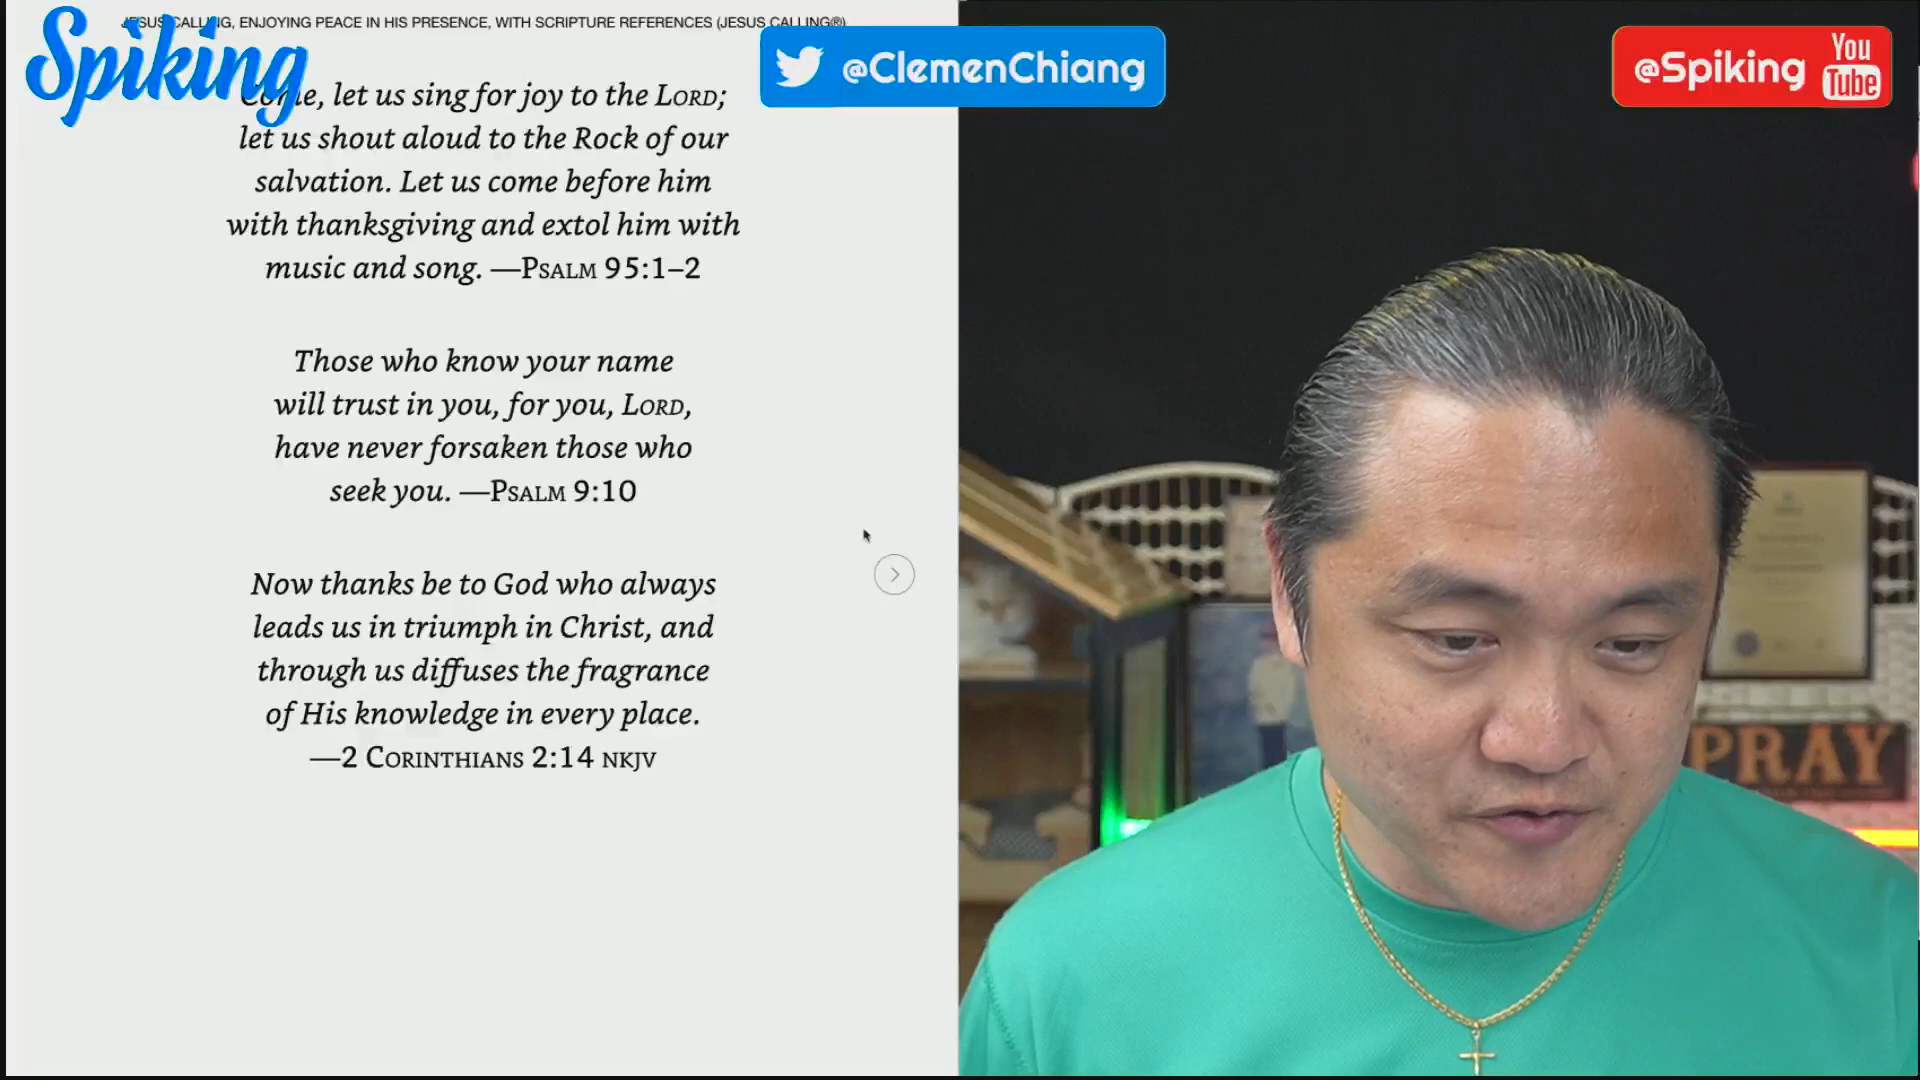 JESUS CALLING, ENJOYING PEACE IN HIS PRESENCE, WITH SCRIPTURE REFERENCES (JESUS CALLING®)
Spiking
@ClemenChiang
@Spiking
You
Tube
Come, let us sing for joy to the LORD;
let us shout aloud to the Rock of our
salvation. Let us come before him
with thanksgiving and extol him with
music and song. —PSALM 95:1–2
Those who know your name
will trust in you, for you, LORD,
have never forsaken those who
seek you. —PSALM 9:10
Now thanks be to God who always
leads us in triumph in Christ, and
through us diffuses the fragrance
of His knowledge in every place.
—2 CORINTHIANS 2:14 NKJV
PRAY